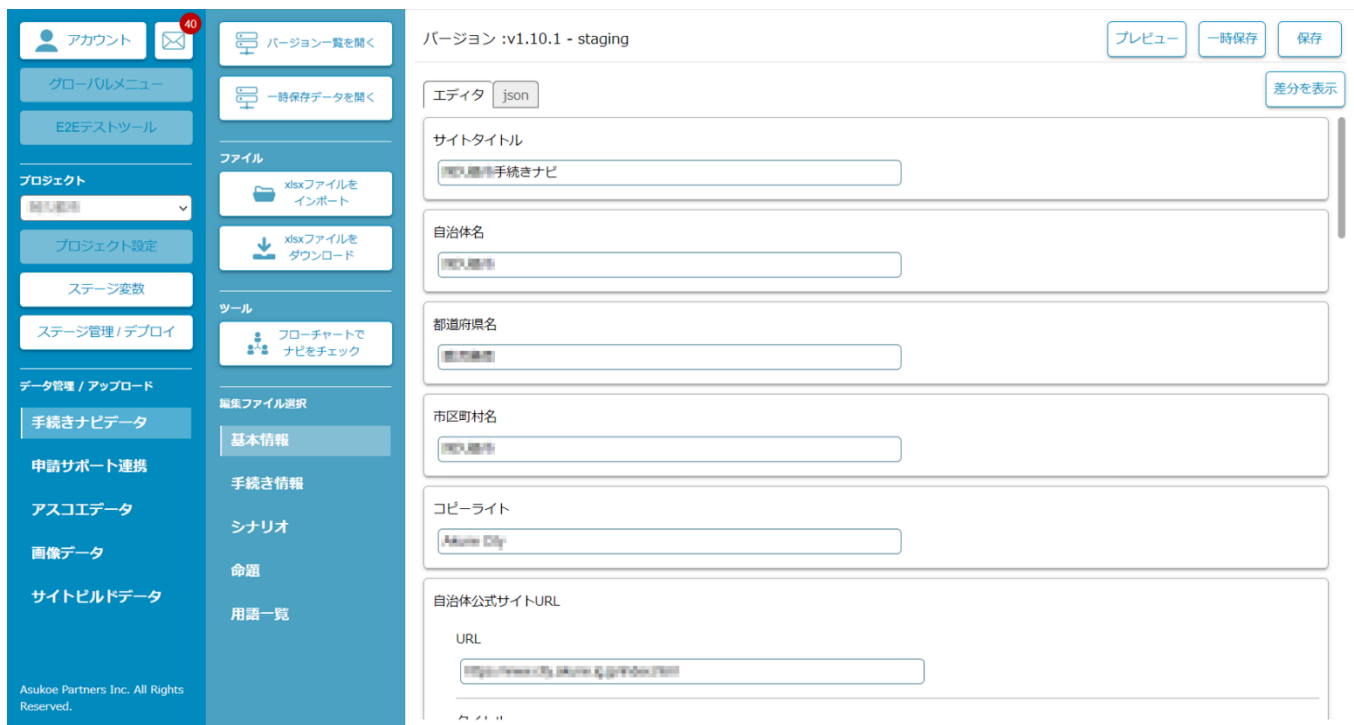 アカウント
40
グローバルメニュー
E2Eテストツール
プロジェクト
プロジェクト設定
ステージ変数
ステージ管理 / デプロイ
データ管理 / アップロード
手続きナビデータ
申請サポート連携
アスコエデータ
画像データ
サイトビルドデータ
Asukoe Partners Inc. All Rights
Reserved.
バージョン一覧を開く
一時保存データを開く
ファイル
xlsxファイルを
インポート
xlsxファイルを
ダウンロード
ツール
フローチャートで
ナビをチェック
編集ファイル選択
基本情報
手続き情報
シナリオ
命題
用語一覧
バージョン :v1.10.1 - staging
プレビュー
一時保存
保存
エディタ
json
差分を表示
サイトタイトル
手続きナビ
自治体名
都道府県名
市区町村名
コピーライト
自治体公式サイトURL
URL